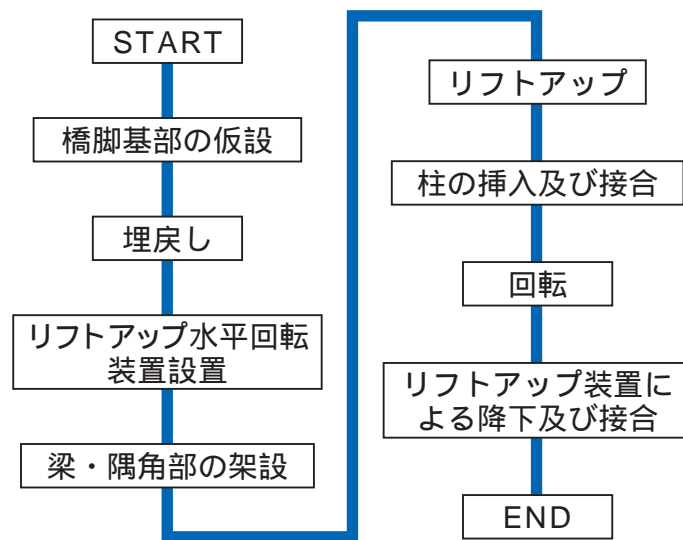 START
橋脚基部の仮設
埋戻し
リフトアップ水平回転
装置設置
梁・隅角部の架設
リフトアップ
柱の挿入及び接合
回転
リフトアップ装置に
よる降下及び接合
END